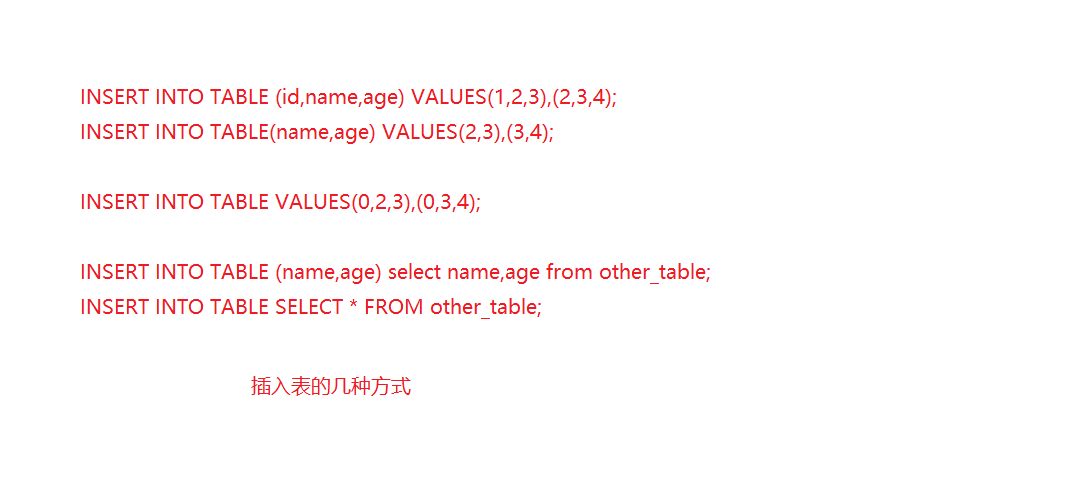 INSERT INTO TABLE (id,name,age) VALUES(1,2,3),(2,3,4);
INSERT INTO TABLE(name,age) VALUES(2,3),(3,4);
INSERT INTO TABLE VALUES(0,2,3),(0,3,4);
INSERT INTO TABLE (name,age) select name,age from other_table;
INSERT INTO TABLE SELECT * FROM other_table;
插入表的几种方式